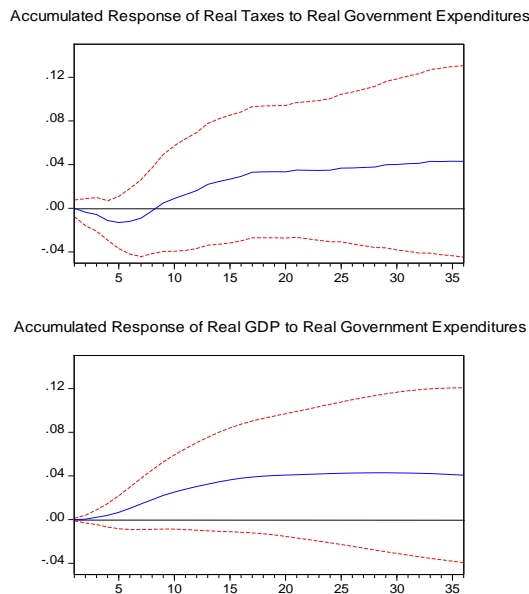 Accumulated Response of Real Taxes to Real Government Expenditures
.12
.08
.04
.00
-.04
5 10 15 20 25 30 35
Accumulated Response of Real GDP to Real Government Expenditures
.12
.08
.04
.00
-.04
5 10 15 20 25 30 35